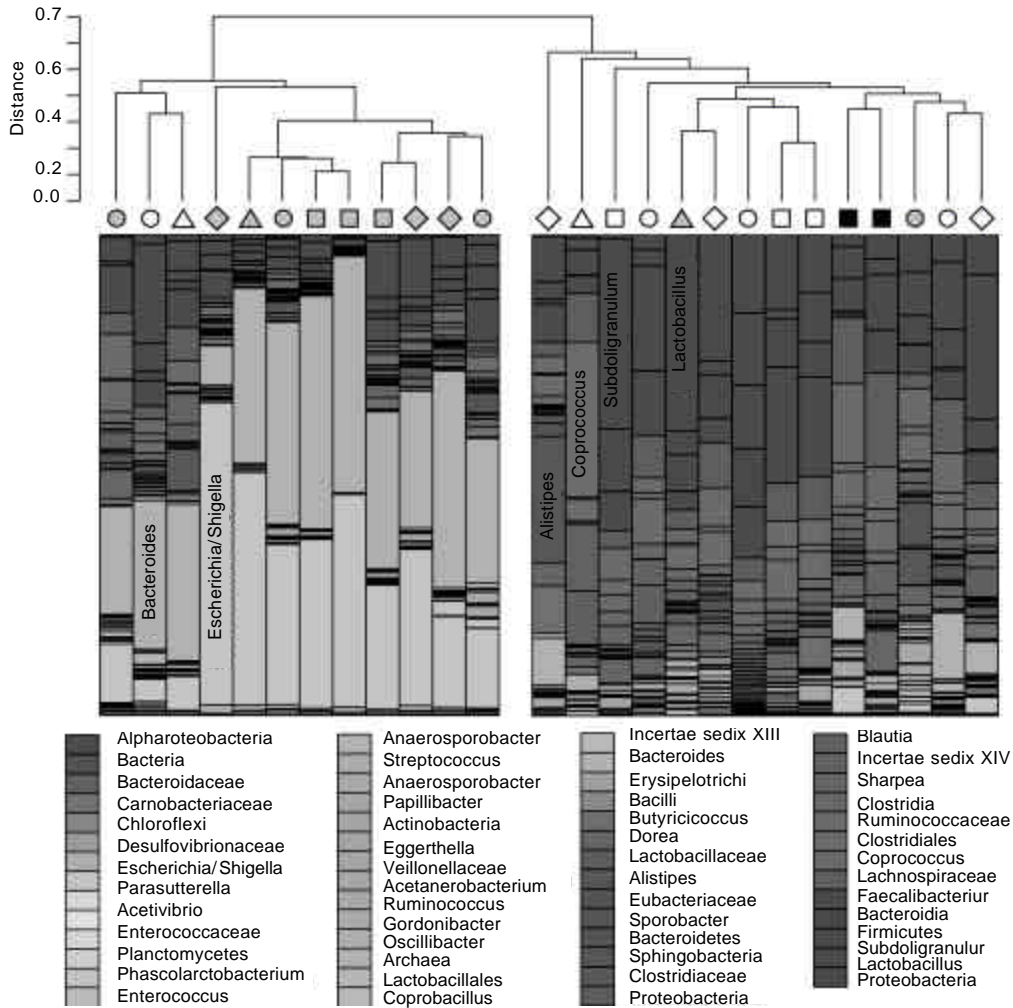 0.7
0.6
0.4
0.2
0.0
Distance
Bacteroides
Escherichia/Shigella
Alistipes
Coprococcus
Subdoligranulum
Lactobacillus
Alpharoteobacteria
Bacteria
Bacteroidaceae
Carnobacteriaceae
Chloroflexi
Desulfovibrionaceae
Escherichia/Shigella
Parasutterella
Acetivibrio
Enterococcaceae
Planctomycetes
Phascolarctobacterium
Enterococcus
Anaerosporobacter
Streptococcus
Anaerosporobacter
Papillibacter
Actinobacteria
Eggerthella
Veillonellaceae
Acetanerobacterium
Ruminococcus
Gordonibacter
Oscillibacter
Archaea
Lactobacillales
Coprobacillus
Incertae sedix XIII
Bacteroides
Erysipelotrichi
Bacilli
Butyricicoccus
Dorea
Lactobacillaceae
Alistipes
Eubacteriaceae
Sporobacter
Bacteroidetes
Sphingobacteria
Clostridiaceae
Proteobacteria
Blautia
Incertae sedix XIV
Sharpea
Clostridia
Ruminococcaceae
Clostridiales
Coprococcus
Lachnospiraceae
Faecalibacteriur
Bacteroidia
Firmicutes
Subdoligranulur
Lactobacillus
Proteobacteria